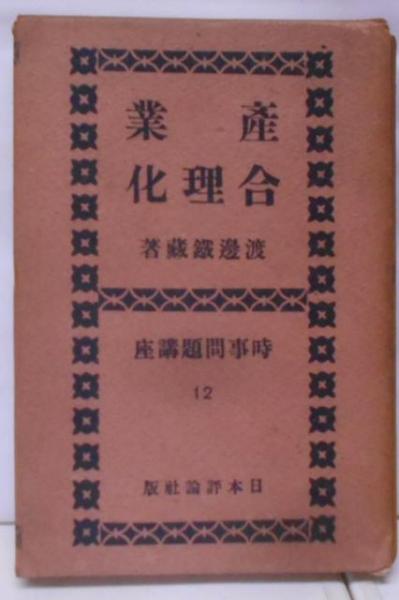 產業
合理化
渡邊鐵藏著
時事問題講座
12
日本評論社版